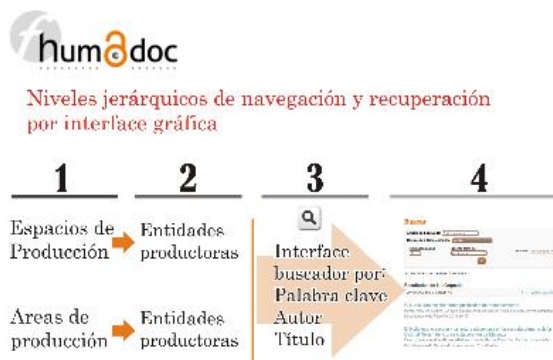 humadoc
Niveles jerárquicos de navegación y recuperación
por interface gráfica
1 2 3 4
Espacios de
Producción
Entidades
productoras
Areas de
producción
Entidades
productoras
Interface
buscador por:
Palabra clave
Autor
Título
Buscar